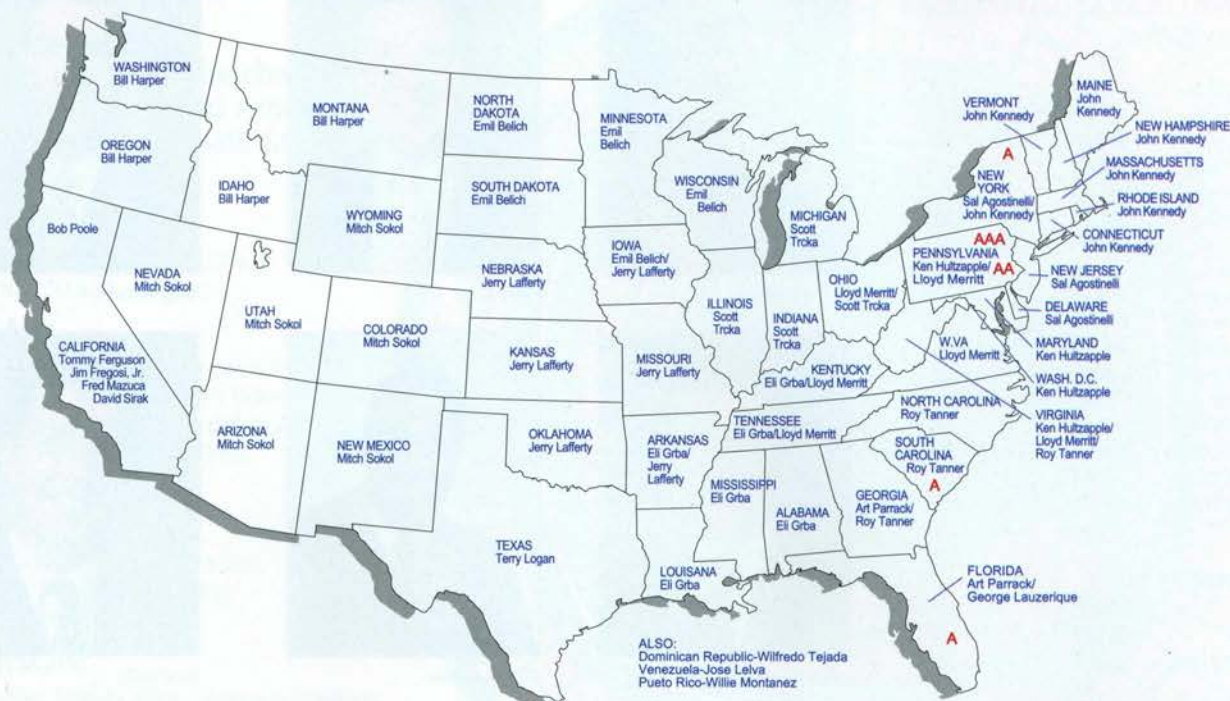 WASHINGTON
Bill Harper
OREGON
Bill Harper
MONTANA
Bill Harper
IDAHO
Bill Harper
Bob Poole
NEVADA
Mitch Sokol
CALIFORNIA
Tommy Ferguson
Jim Fregosi, Jr.
Fred Mazuca
David Sirak
UTAH
Mitch Sokol
ARIZONA
Mitch Sokol
WYOMING
Mitch Sokol
COLORADO
Mitch Sokol
NEW MEXICO
Mitch Sokol
NORTH
DAKOTA
Emil Belich
SOUTH DAKOTA
Emil Belich
NEBRASKA
Jerry Lafferty
KANSAS
Jerry Lafferty
OKLAHOMA
Jerry Lafferty
TEXAS
Terry Logan
MINNESOTA
Emil
Belich
IOWA
Emil Belich/
Jerry Lafferty
MISSOURI
Jerry Lafferty
ARKANSAS
Eli Grba/
Jerry
Lafferty
LOUISANA
Eli Grba
WISCONSIN
Emil
Belich
ILLINOIS
Scott
Trcka
MICHIGAN
Scott
Trcka
INDIANA
Scott
Trcka
OHIO
Lloyd Merritt/
Scott Trcka
KENTUCKY
Eli Grba/Lloyd Merritt
TENNESSEE
Eli Grba/Lloyd Merritt
MISSISSIPPI
Eli Grba
ALABAMA
Eli Grba
GEORGIA
Art Parrack/
Roy Tanner
FLORIDA
Art Parrack/
George Lauzerique
A
SOUTH
CAROLINA
Roy Tanner
A
NORTH CAROLINA
Roy Tanner
W.VA
Lloyd Merritt
VIRGINIA
Ken Hultzapple/
Lloyd Merritt/
Roy Tanner
WASH. D.C.
Ken Hultzapple
MARYLAND
Ken Hultzapple
DELAWARE
Sal Agostinelli
NEW JERSEY
Sal Agostinelli
AAA
PENNSYLVANIA
Ken Hultzapple/
Lloyd Merritt
AA
A
NEW
YORK
Sal Agostinelli/
John Kennedy
CONNECTICUT
John Kennedy
RHODE ISLAND
John Kennedy
MASSACHUSETTS
John Kennedy
NEW HAMPSHIRE
John Kennedy
VERMONT
John Kennedy
MAINE
John
Kennedy
ALSO:
Dominican Republic-Wilfredo Tejada
Venezuela-Jose Lelva
Pueto Rico-Willie Montanez